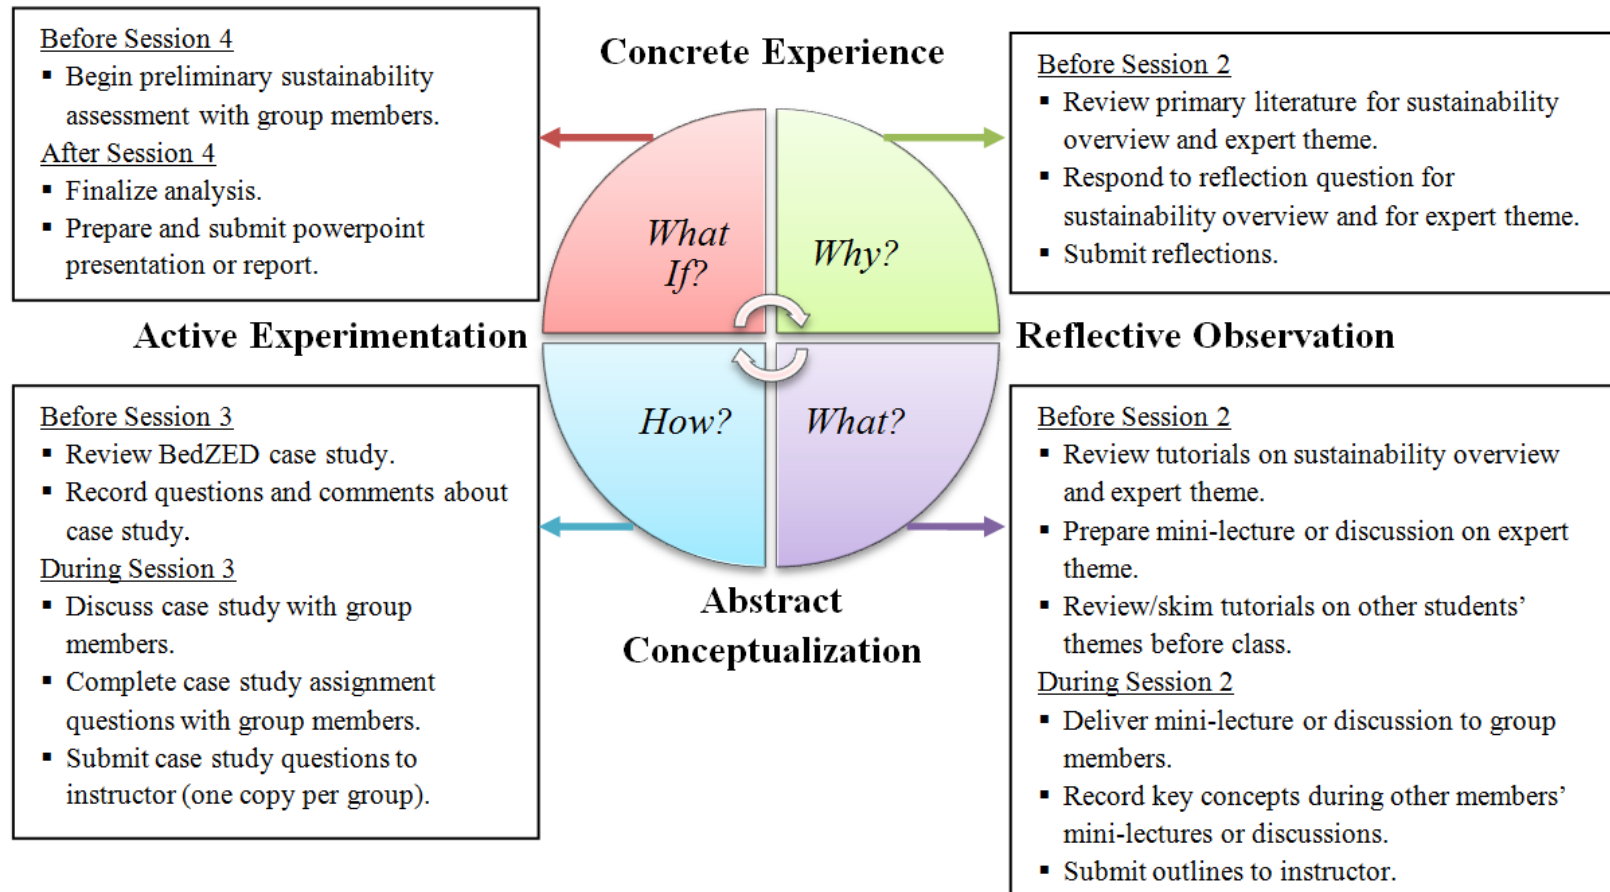 Before Session 4
▪ Begin preliminary sustainability
assessment with group members.
After Session 4
▪ Finalize analysis.
▪ Prepare and submit powerpoint
presentation or report.
Concrete Experience
Before Session 2
▪ Review primary literature for sustainability
overview and expert theme.
▪ Respond to reflection question for
sustainability overview and for expert theme.
▪ Submit reflections.
What
If?
Why?
Active Experimentation
Reflective Observation
How?
What?
Before Session 3
▪ Review BedZED case study.
▪ Record questions and comments about
case study.
During Session 3
▪ Discuss case study with group
members.
▪ Complete case study assignment
questions with group members.
▪ Submit case study questions to
instructor (one copy per group).
Abstract
Conceptualization
Before Session 2
▪ Review tutorials on sustainability overview
and expert theme.
▪ Prepare mini-lecture or discussion on expert
theme.
▪ Review/skim tutorials on other students’
themes before class.
During Session 2
▪ Deliver mini-lecture or discussion to group
members.
▪ Record key concepts during other members’
mini-lectures or discussions.
▪ Submit outlines to instructor.